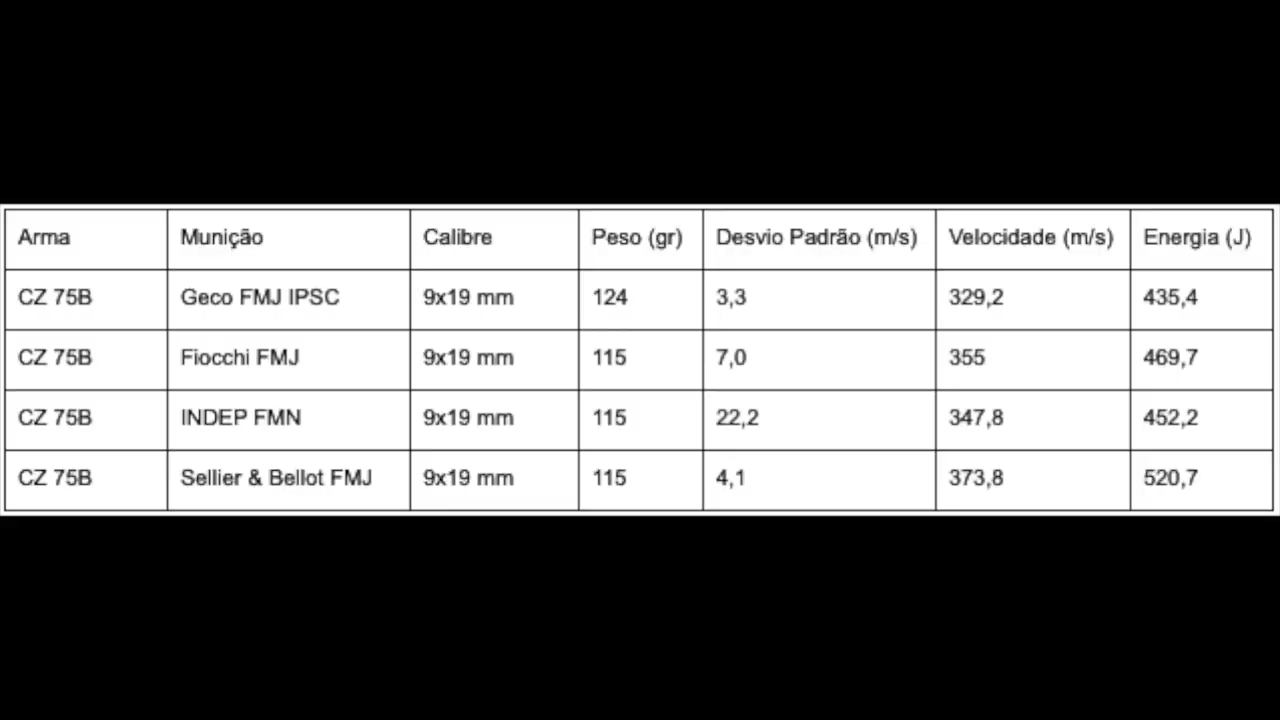 Arma Munição Calibre Peso (gr) Desvio Padrão (m/s) Velocidade (m/s) Energia (J)
CZ 75B Geco FMJ IPSC 9x19 mm 124 3,3 329,2 435,4
CZ 75B Fiocchi FMJ 9x19 mm 115 7,0 355 469,7
CZ 75B INDEP FMN 9x19 mm 115 22,2 347,8 452,2
CZ 75B Sellier & Bellot FMJ 9x19 mm 115 4,1 373,8 520,7